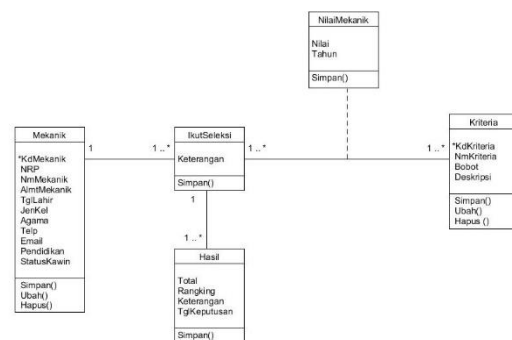 NilaiMekanik
Nilai
Tahun
Simpan()
Mekanik
*KdMekanik
NRP
NmMekanik
AlmtMekanik
TglLahir
JenKel
Agama
Telp
Email
Pendidikan
StatusKawin
Simpan()
Ubah()
Hapus()
1
1 .. *
IkutSeleksi
Keterangan
Simpan()
1 .. *
1 .. *
Kriteria
*KdKriteria
NmKriteria
Bobot
Deskripsi
Simpan()
Ubah()
Hapus ()
1
1 .. *
Hasil
Total
Rangking
Keterangan
TglKeputusan
Simpan()